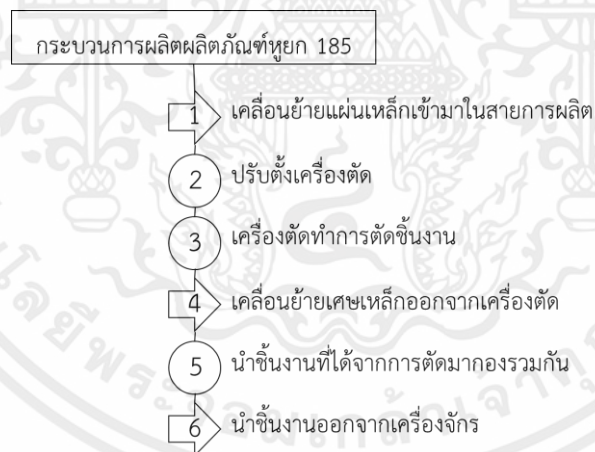 กระบวนการผลิตผลิตภัณฑ์หูยก 185
1 เคลื่อนย้ายแผ่นเหล็กเข้ามาในสายการผลิต
2 ปรับตั้งเครื่องตัด
3 เครื่องตัดทำการตัดชิ้นงาน
4 เคลื่อนย้ายเศษเหล็กออกจากเครื่องตัด
5 นำชิ้นงานที่ได้จากการตัดมากองรวมกัน
6 นำชิ้นงานออกจากเครื่องจักร